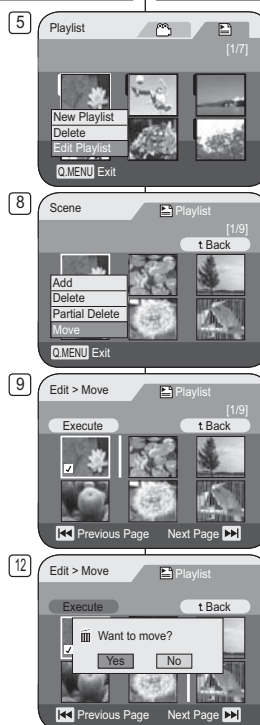 5
Playlist
[1/7]
New Playlist
Delete
Edit Playlist
Q.MENU Exit
8
Scene
Playlist
[1/9]
t Back
Add
Delete
Partial Delete
Move
Q.MENU Exit
9
Edit > Move
Playlist
[1/9]
Execute t Back
Previous Page Next Page
12
Edit > Move
Playlist
Execute t Back
Want to move?
Yes No
Previous Page Next Page